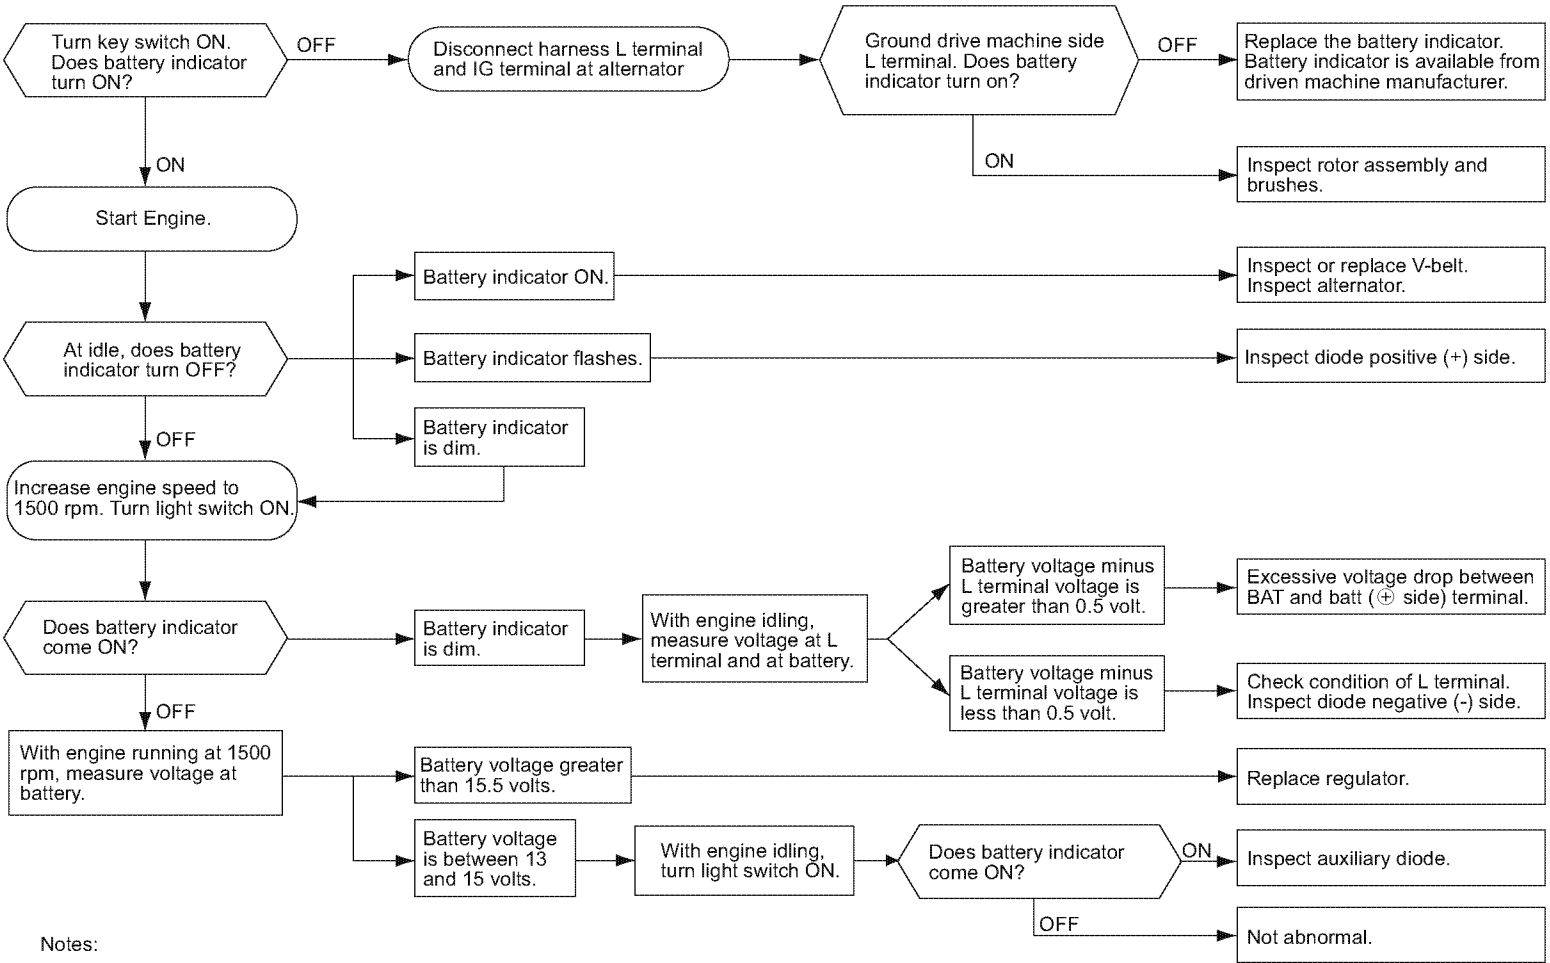 Turn key switch ON.
Does battery indicator
turn ON?
OFF
Disconnect harness L terminal
and IG terminal at alternator
Ground drive machine side
L terminal. Does battery
indicator turn on?
OFF
Replace the battery indicator.
Battery indicator is available from
driven machine manufacturer.
ON
Inspect rotor assembly and
brushes.
ON
Start Engine.
Battery indicator ON.
Inspect or replace V-belt.
Inspect alternator.
At idle, does battery
indicator turn OFF?
Battery indicator flashes.
Inspect diode positive (+) side.
Battery indicator
is dim.
OFF
Increase engine speed to
1500 rpm. Turn light switch ON.
Does battery indicator
come ON?
Battery indicator
is dim.
With engine idling,
measure voltage at L
terminal and at battery.
Battery voltage minus
L terminal voltage is
greater than 0.5 volt.
Excessive voltage drop between
BAT and batt (⊕ side) terminal.
Battery voltage minus
L terminal voltage is
less than 0.5 volt.
Check condition of L terminal.
Inspect diode negative (-) side.
OFF
With engine running at 1500
rpm, measure voltage at
battery.
Battery voltage greater
than 15.5 volts.
Replace regulator.
Battery voltage
is between 13
and 15 volts.
With engine idling,
turn light switch ON.
Does battery indicator
come ON?
ON
Inspect auxiliary diode.
OFF
Not abnormal.
Notes: